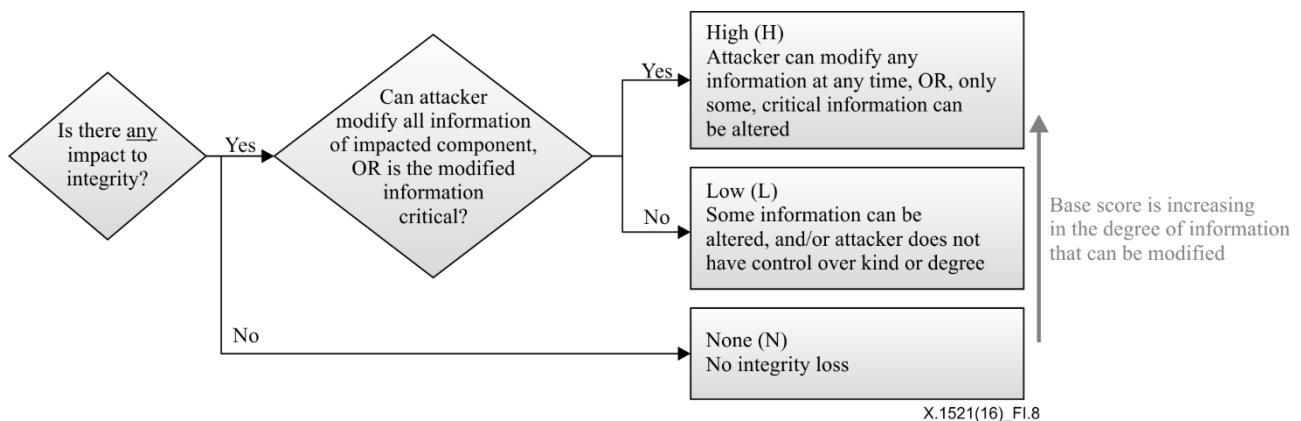 Is there any
impact to
integrity?
Yes
No
Can attacker
modify all information
of impacted component,
OR is the modified
information
critical?
Yes
No
High (H)
Attacker can modify any
information at any time, OR, only
some, critical information can
be altered
Low (L)
Some information can be
altered, and/or attacker does not
have control over kind or degree
None (N)
No integrity loss
Base score is increasing
in the degree of information
that can be modified
X.1521(16)_FI.8